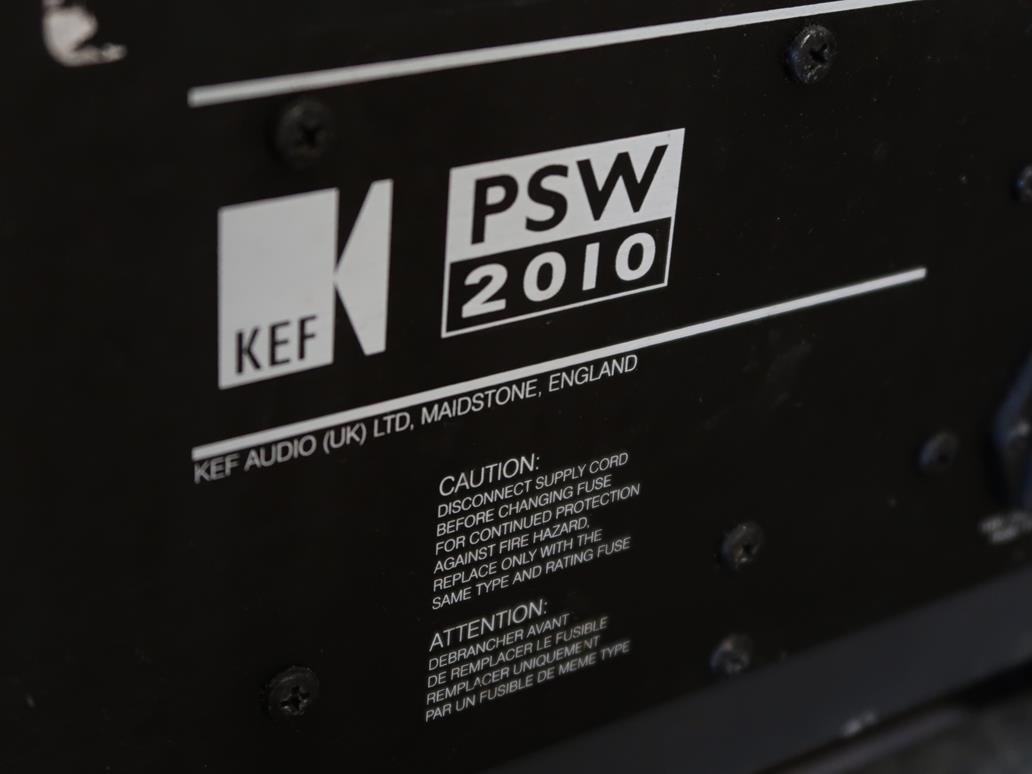 KEF
PSW
2010
KEF AUDIO (UK) LTD, MAIDSTONE, ENGLAND
CAUTION:
DISCONNECT SUPPLY CORD
BEFORE CHANGING FUSE
FOR CONTINUED PROTECTION
AGAINST FIRE HAZARD,
REPLACE ONLY WITH THE
SAME TYPE AND RATING FUSE
ATTENTION:
DEBRANCHER AVANT
DE REMPLACER LE FUSIBLE
REMPLACER UNIQUEMENT
PAR UN FUSIBLE DE MEME TYPE